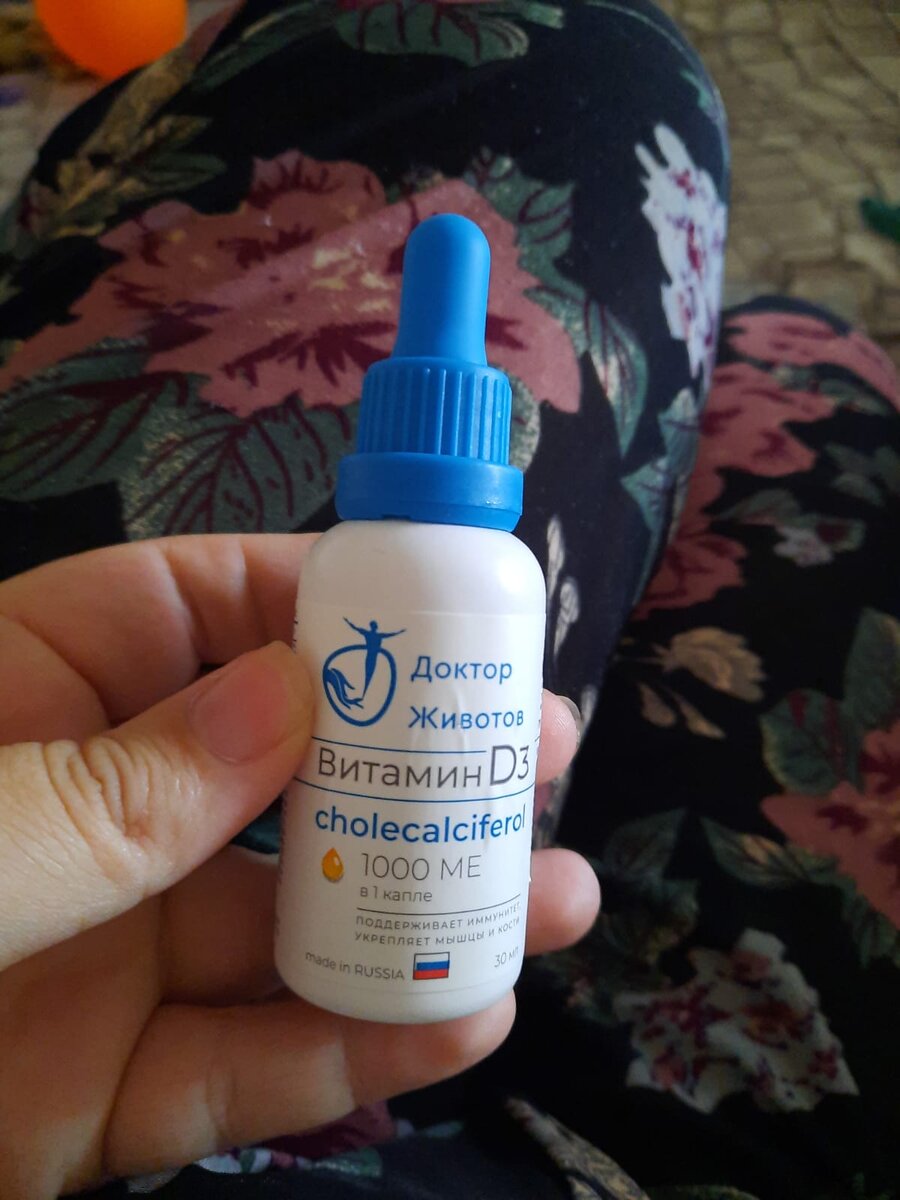 Доктор
Животов
Витамин D3
cholecalciferol
1000 МЕ
в 1 капле
ПОДДЕРЖИВАЕТ ИММУНИТЕТ,
УКРЕПЛЯЕТ МЫШЦЫ И КОСТИ
made in RUSSIA
30 мл